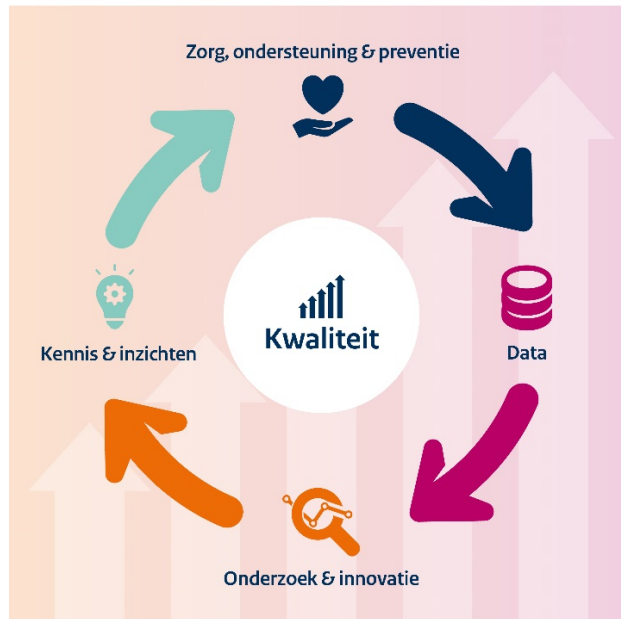 Zorg, ondersteuning & preventie
Kwaliteit
Kennis & inzichten
Data
Onderzoek & innovatie